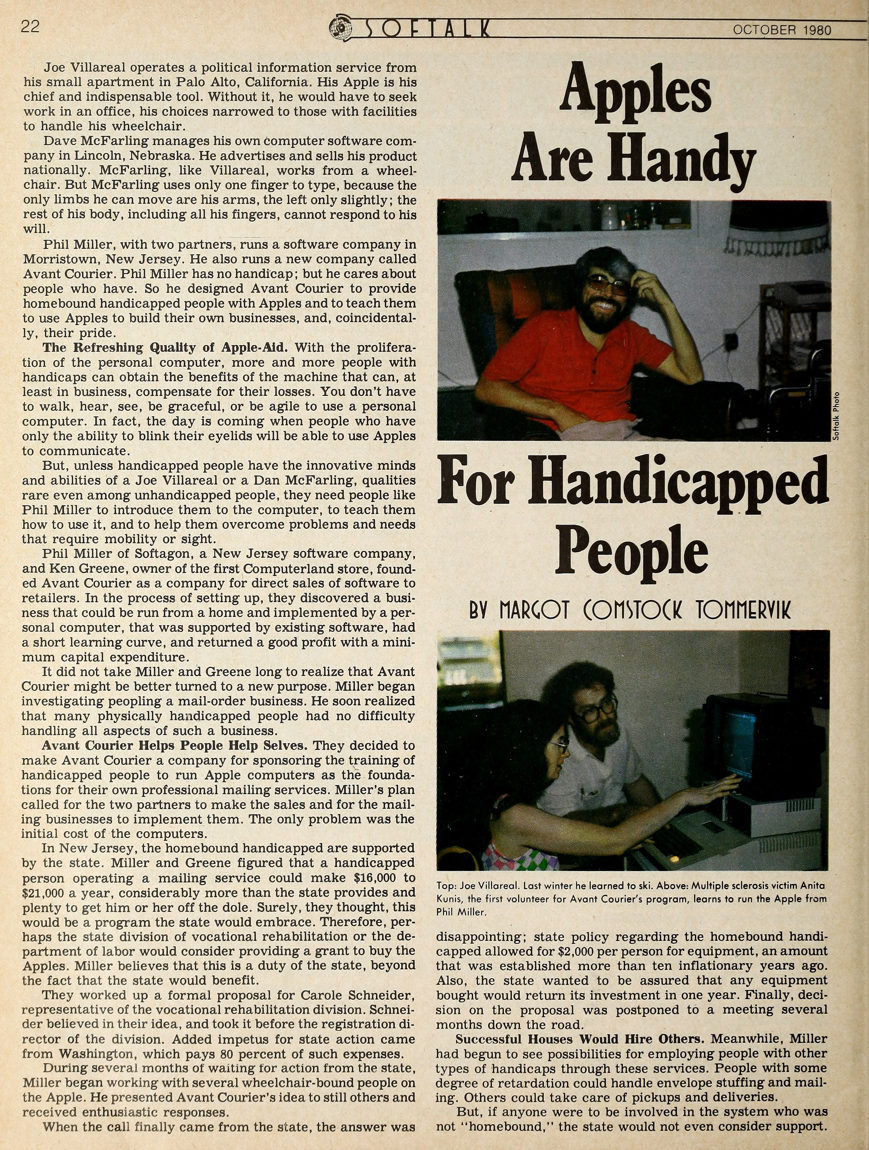 22
SOFTALK
OCTOBER 1980
Joe Villareal operates a political information service from
his small apartment in Palo Alto, California. His Apple is his
chief and indispensable tool. Without it, he would have to seek
work in an office, his choices narrowed to those with facilities
to handle his wheelchair.
Dave McFarling manages his own computer software com-
pany in Lincoln, Nebraska. He advertises and sells his product
nationally. McFarling, like Villareal, works from a wheel-
chair. But McFarling uses only one finger to type, because the
only limbs he can move are his arms, the left only slightly; the
rest of his body, including all his fingers, cannot respond to his
will.
Phil Miller, with two partners, runs a software company in
Morristown, New Jersey. He also runs a new company called
Avant Courier. Phil Miller has no handicap; but he cares about
people who have. So he designed Avant Courier to provide
homebound handicapped people with Apples and to teach them
to use Apples to build their own businesses, and, coincidental-
ly, their pride.
The Refreshing Quality of Apple-Aid. With the prolifera-
tion of the personal computer, more and more people with
handicaps can obtain the benefits of the machine that can, at
least in business, compensate for their losses. You don't have
to walk, hear, see, be graceful, or be agile to use a personal
computer. In fact, the day is coming when people who have
only the ability to blink their eyelids will be able to use Apples
to communicate.
But, unless handicapped people have the innovative minds
and abilities of a Joe Villareal or a Dan McFarling, qualities
rare even among unhandicapped people, they need people like
Phil Miller to introduce them to the computer, to teach them
how to use it, and to help them overcome problems and needs
that require mobility or sight.
Phil Miller of Softagon, a New Jersey software company,
and Ken Greene, owner of the first Computerland store, found-
ed Avant Courier as a company for direct sales of software to
retailers. In the process of setting up, they discovered a busi-
ness that could be run from a home and implemented by a per-
sonal computer, that was supported by existing software, had
a short learning curve, and returned a good profit with a mini-
mum capital expenditure.
It did not take Miller and Greene long to realize that Avant
Courier might be better turned to a new purpose. Miller began
investigating peopling a mail-order business. He soon realized
that many physically handicapped people had no difficulty
handling all aspects of such a business.
Avant Courier Helps People Help Selves. They decided to
make Avant Courier a company for sponsoring the training of
handicapped people to run Apple computers as the founda-
tions for their own professional mailing services. Miller's plan
called for the two partners to make the sales and for the mail-
ing businesses to implement them. The only problem was the
initial cost of the computers.
In New Jersey, the homebound handicapped are supported
by the state. Miller and Greene figured that a handicapped
person operating a mailing service could make $16,000 to
$21,000 a year, considerably more than the state provides and
plenty to get him or her off the dole. Surely, they thought, this
would be a program the state would embrace. Therefore, per-
haps the state division of vocational rehabilitation or the de-
partment of labor would consider providing a grant to buy the
Apples. Miller believes that this is a duty of the state, beyond
the fact that the state would benefit.
They worked up a formal proposal for Carole Schneider,
representative of the vocational rehabilitation division. Schnei-
der believed in their idea, and took it before the registration di-
rector of the division. Added impetus for state action came
from Washington, which pays 80 percent of such expenses.
During several months of waiting for action from the state,
Miller began working with several wheelchair-bound people on
the Apple. He presented Avant Courier's idea to still others and
received enthusiastic responses.
When the call finally came from the state, the answer was
Apples
Are Handy
Softalk Photo
For Handicapped
People
BY MARGOT COMSTOCK TOMMERVIK
Top: Joe Villareal. Last winter he learned to ski. Above: Multiple sclerosis victim Anita
Kunis, the first volunteer for Avant Courier's program, learns to run the Apple from
Phil Miller.
disappointing; state policy regarding the homebound handi-
capped allowed for $2,000 per person for equipment, an amount
that was established more than ten inflationary years ago.
Also, the state wanted to be assured that any equipment
bought would return its investment in one year. Finally, deci-
sion on the proposal was postponed to a meeting several
months down the road.
Successful Houses Would Hire Others. Meanwhile, Miller
had begun to see possibilities for employing people with other
types of handicaps through these services. People with some
degree of retardation could handle envelope stuffing and mail-
ing. Others could take care of pickups and deliveries.
But, if anyone were to be involved in the system who was
not "homebound," the state would not even consider support.